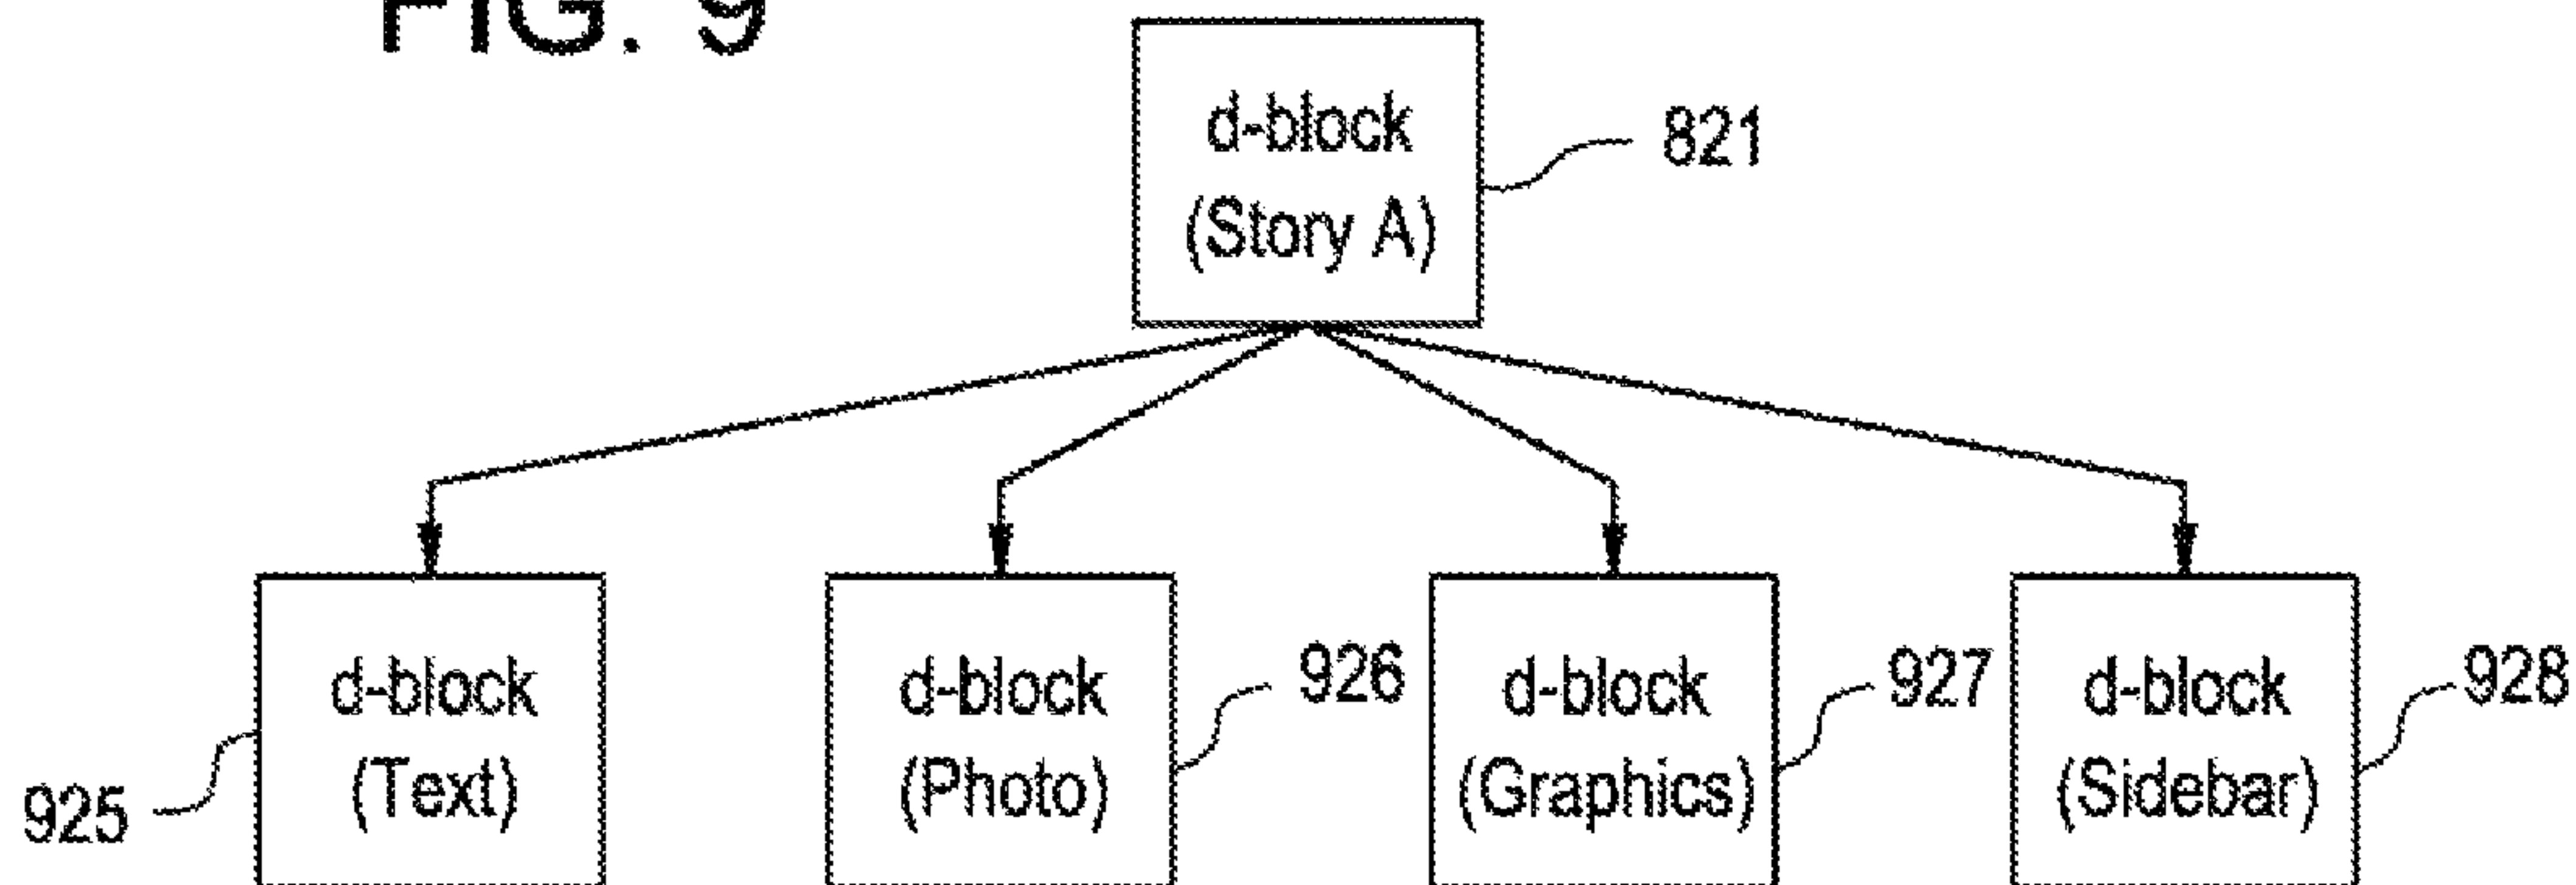 FIG. 9
d-block
(Story A)
821
d-block
(Text)
925
d-block
(Photo)
926
d-block
(Graphics)
927
d-block
(Sidebar)
928